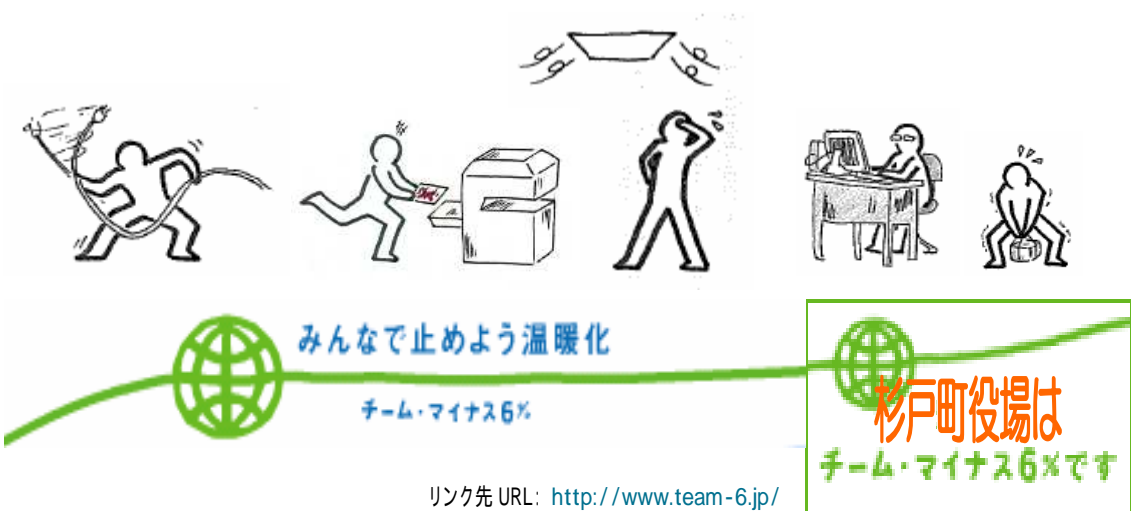 みんなで止めよう温暖化
チーム・マイナス6%
杉戸町役場は
チーム・マイナス6%です
リンク先 URL: http://www.team-6.jp/